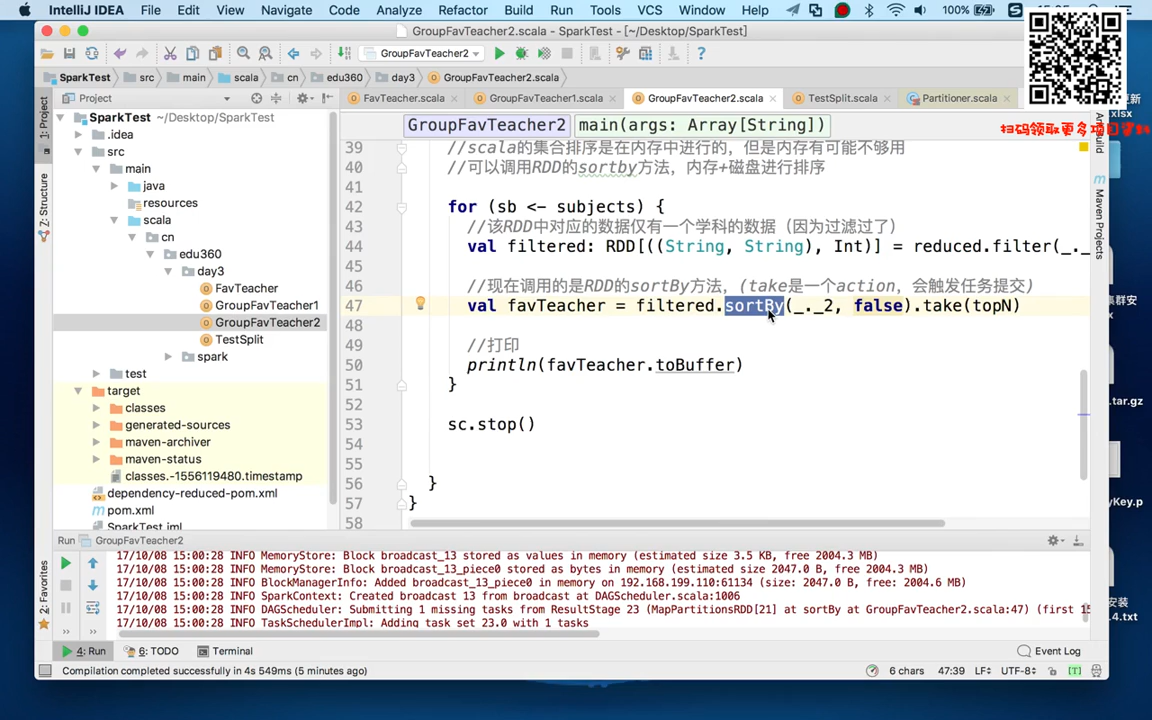 IntelliJ IDEA File Edit View Navigate Code Analyze Refactor Build Run Tools VCS Window Help 100%
GroupFavTeacher2.scala - SparkTest - [~/Desktop/SparkTest]
GroupFavTeacher2
SparkTest src main scala cn edu360 day3 GroupFavTeacher2.scala
Project
FavTeacher.scala GroupFavTeacher1.scala GroupFavTeacher2.scala TestSplit.scala Partitioner.scala
扫码领取更多项目资料
1: Project
7: Structure
2: Favorites
SparkTest ~/Desktop/SparkTest
.idea
src
main
java
resources
scala
cn
edu360
day3
FavTeacher
GroupFavTeacher1
GroupFavTeacher2
TestSplit
spark
test
target
classes
generated-sources
maven-archiver
maven-status
classes.-1556119480.timestamp
dependency-reduced-pom.xml
pom.xml
SparkTest.iml
GroupFavTeacher2 main(args: Array[String])
39 //scala的集合排序是在内存中进行的，但是内存有可能不够用
40 //可以调用RDD的sortby方法，内存+磁盘进行排序
41
42 for (sb <- subjects) {
43 //该RDD中对应的数据仅有一个学科的数据（因为过滤过了）
44 val filtered: RDD[((String, String), Int)] = reduced.filter(_._
45
46 //现在调用的是RDD的sortBy方法，(take是一个action，会触发任务提交)
47 val favTeacher = filtered.sortBy(_._2, false).take(topN)
48
49 //打印
50 println(favTeacher.toBuffer)
51 }
52
53 sc.stop()
54
55
56 }
57 }
58
Maven Projects
.xlsx
.tar.gz
yKey.p
安装
.4.txt
Run GroupFavTeacher2
17/10/08 15:00:28 INFO MemoryStore: Block broadcast_13 stored as values in memory (estimated size 3.5 KB, free 2004.3 MB)
17/10/08 15:00:28 INFO MemoryStore: Block broadcast_13_piece0 stored as bytes in memory (estimated size 2047.0 B, free 2004.3 MB)
17/10/08 15:00:28 INFO BlockManagerInfo: Added broadcast_13_piece0 in memory on 192.168.199.110:61134 (size: 2047.0 B, free: 2004.6 MB)
17/10/08 15:00:28 INFO SparkContext: Created broadcast 13 from broadcast at DAGScheduler.scala:1006
17/10/08 15:00:28 INFO DAGScheduler: Submitting 1 missing tasks from ResultStage 23 (MapPartitionsRDD[21] at sortBy at GroupFavTeacher2.scala:47) (first 15
17/10/08 15:00:28 INFO TaskSchedulerImpl: Adding task set 23.0 with 1 tasks
4: Run 6: TODO Terminal Event Log
Compilation completed successfully in 4s 549ms (5 minutes ago) 6 chars 47:39 LF UTF-8 [T]